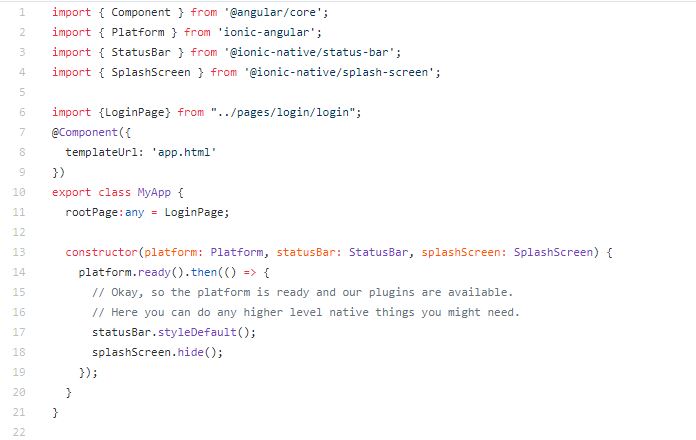 1 import { Component } from '@angular/core';
2 import { Platform } from 'ionic-angular';
3 import { StatusBar } from '@ionic-native/status-bar';
4 import { SplashScreen } from '@ionic-native/splash-screen';
5
6 import {LoginPage} from "../pages/login/login";
7 @Component({
8   templateUrl: 'app.html'
9 })
10 export class MyApp {
11   rootPage:any = LoginPage;
12
13   constructor(platform: Platform, statusBar: StatusBar, splashScreen: SplashScreen) {
14     platform.ready().then(() => {
15       // Okay, so the platform is ready and our plugins are available.
16       // Here you can do any higher level native things you might need.
17       statusBar.styleDefault();
18       splashScreen.hide();
19     });
20   }
21 }
22